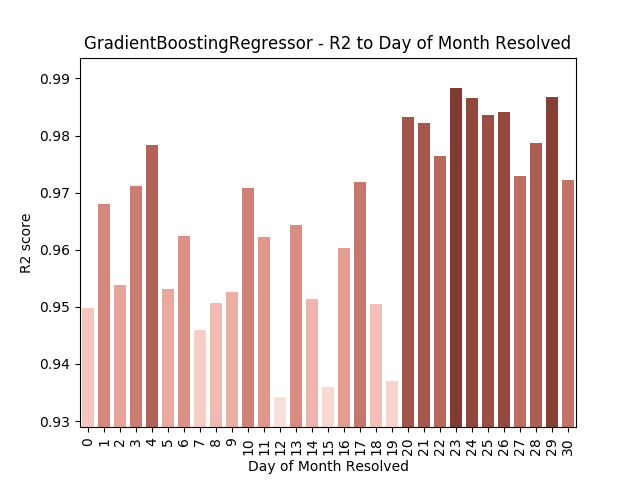 GradientBoostingRegressor - R2 to Day of Month Resolved
0.99
0.98
0.97
0.96
0.95
0.94
0.93
R2 score
0 1 2 3 4 5 6 7 8 9 10 11 12 13 14 15 16 17 18 19 20 21 22 23 24 25 26 27 28 29 30
Day of Month Resolved